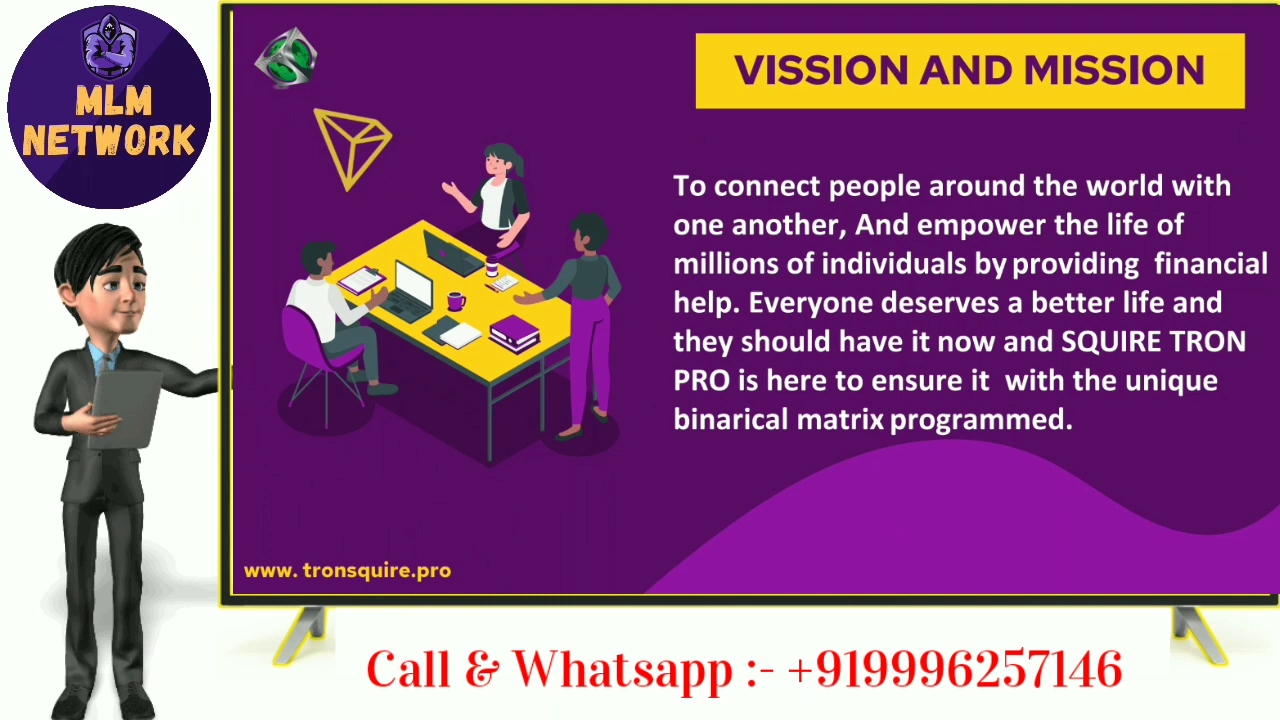 MLM
NETWORK
VISSION AND MISSION
To connect people around the world with
one another, And empower the life of
millions of individuals by providing financial
help. Everyone deserves a better life and
they should have it now and SQUIRE TRON
PRO is here to ensure it with the unique
binarical matrix programmed.
www. tronsquire.pro
Call & Whatsapp :- +919996257146